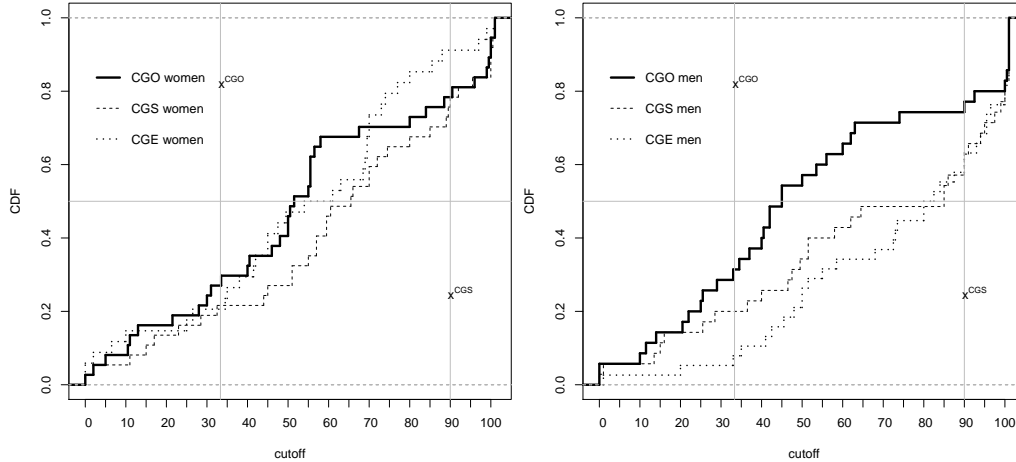 1.0
0.8
0.6
0.4
0.2
0.0
CDF
CGO women
CGS women
CGE women
x^CGO
x^CGS
0 10 20 30 40 50 60 70 80 90 100
cutoff
1.0
0.8
0.6
0.4
0.2
0.0
CDF
CGO men
CGS men
CGE men
x^CGO
x^CGS
0 10 20 30 40 50 60 70 80 90 100
cutoff